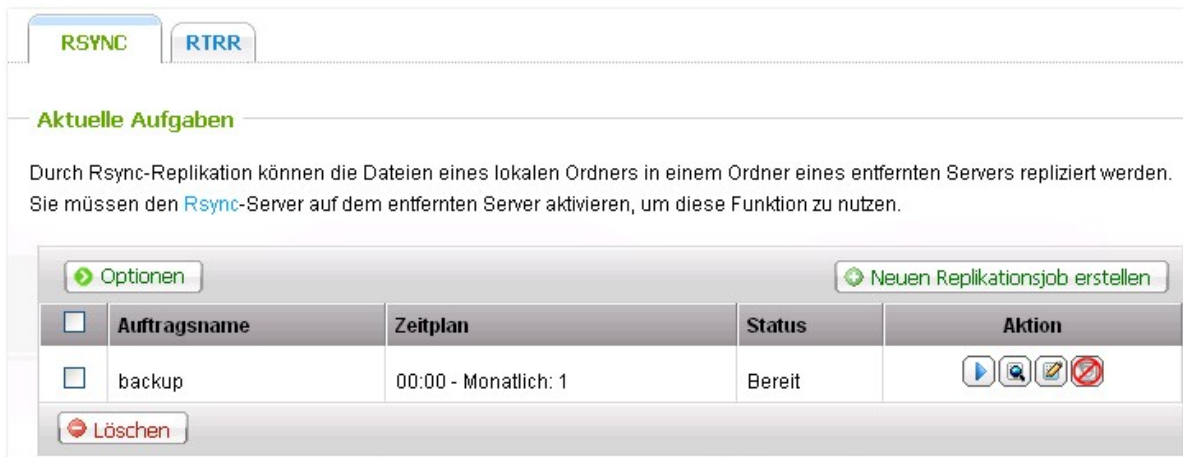 RSYNC RTRR
Aktuelle Aufgaben
Durch Rsync-Replikation können die Dateien eines lokalen Ordners in einem Ordner eines entfernten Servers repliziert werden.
Sie müssen den Rsync-Server auf dem entfernten Server aktivieren, um diese Funktion zu nutzen.
Optionen Neuen Replikationsjob erstellen
Auftragsname Zeitplan Status Aktion
backup 00:00 - Monatlich: 1 Bereit
Löschen